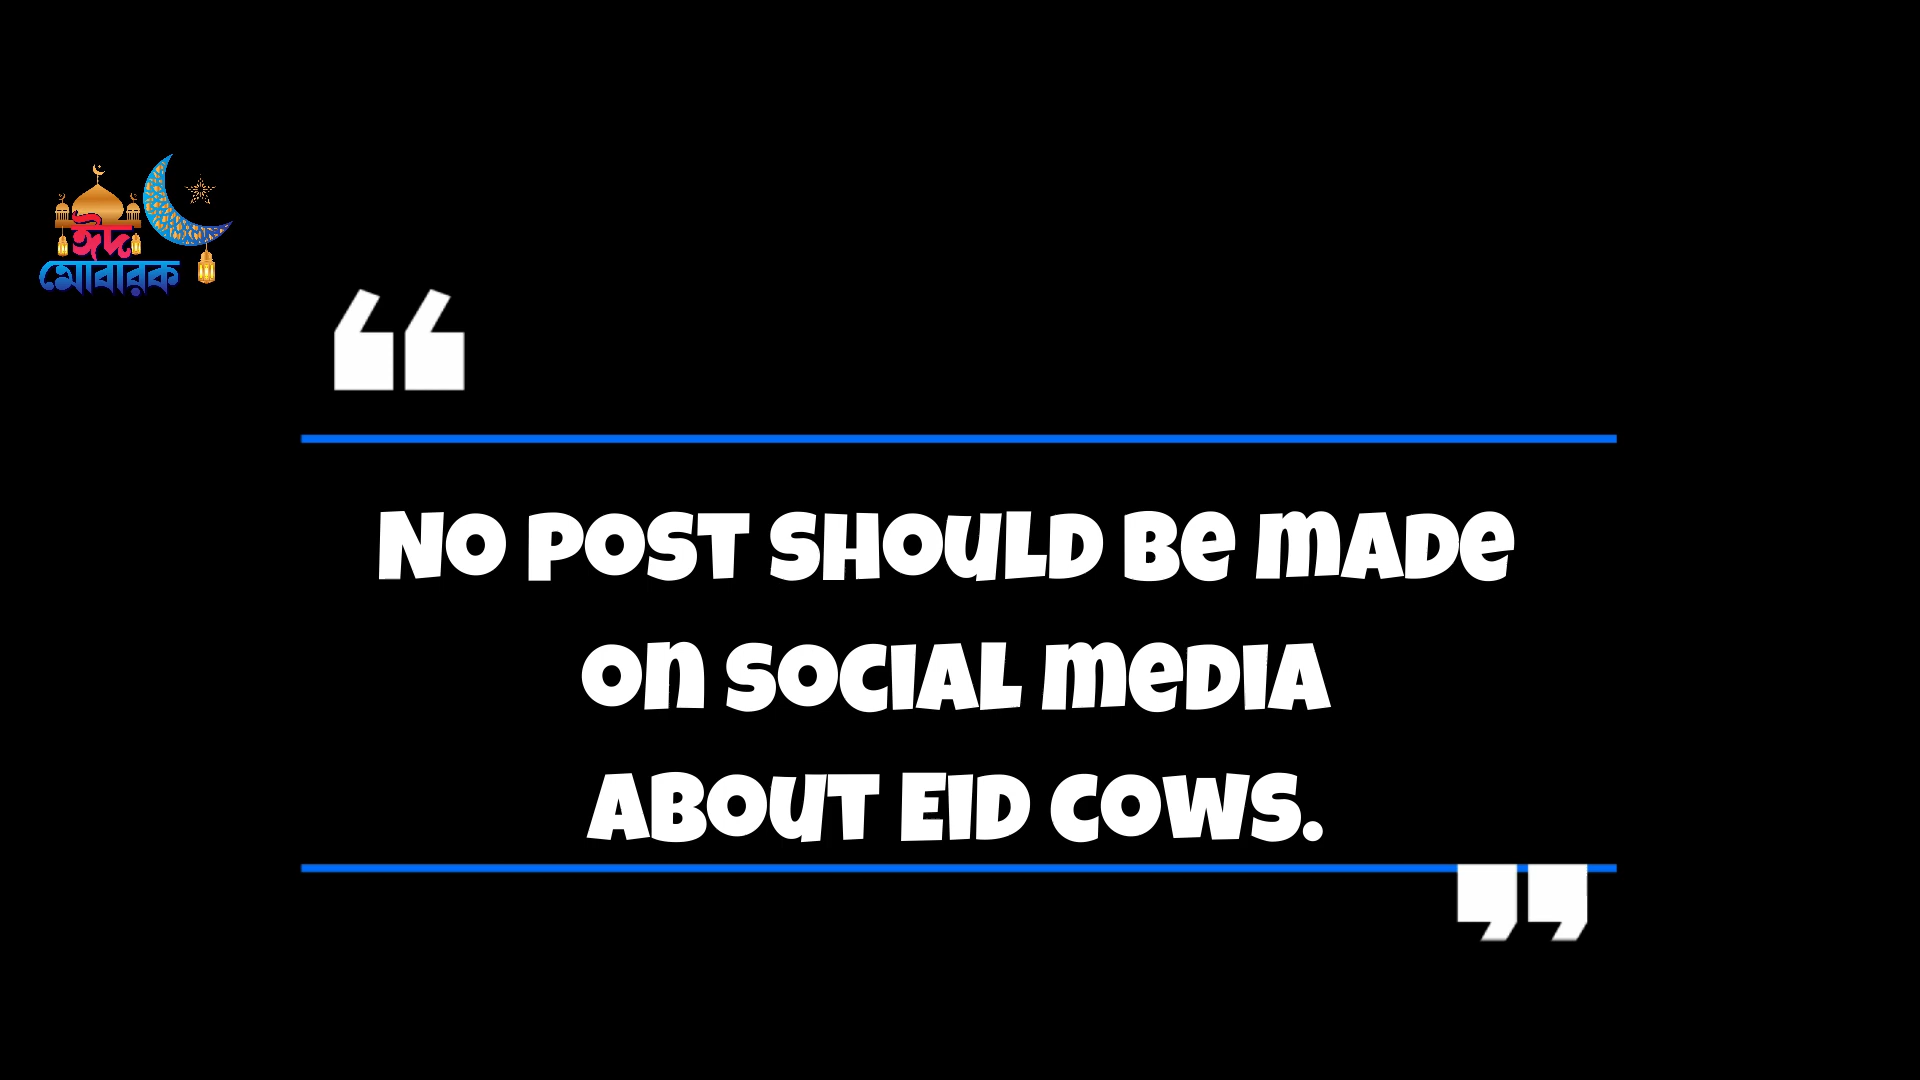 ঈদ
মোবারক
“
No post should be made
on social media
about Eid cows.
”